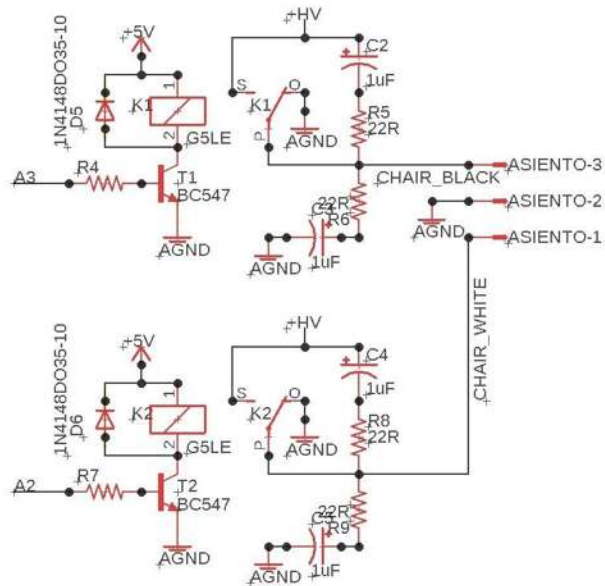 +HV
+5V
C2
1uF
1N4148DO35-10
D5
1
K1
2
G5LE
S
K1
O
P
AGND
R5
22R
A3
R4
T1
BC547
CHAIR_BLACK
ASIENTO-3
22R
R6
ASIENTO-2
AGND
AGND
AGND
1uF
ASIENTO-1
CHAIR_WHITE
+HV
+5V
C4
1uF
1N4148DO35-10
D6
1
K2
2
G5LE
S
K2
O
P
AGND
R8
22R
A2
R7
T2
BC547
22R
R9
AGND
AGND
1uF